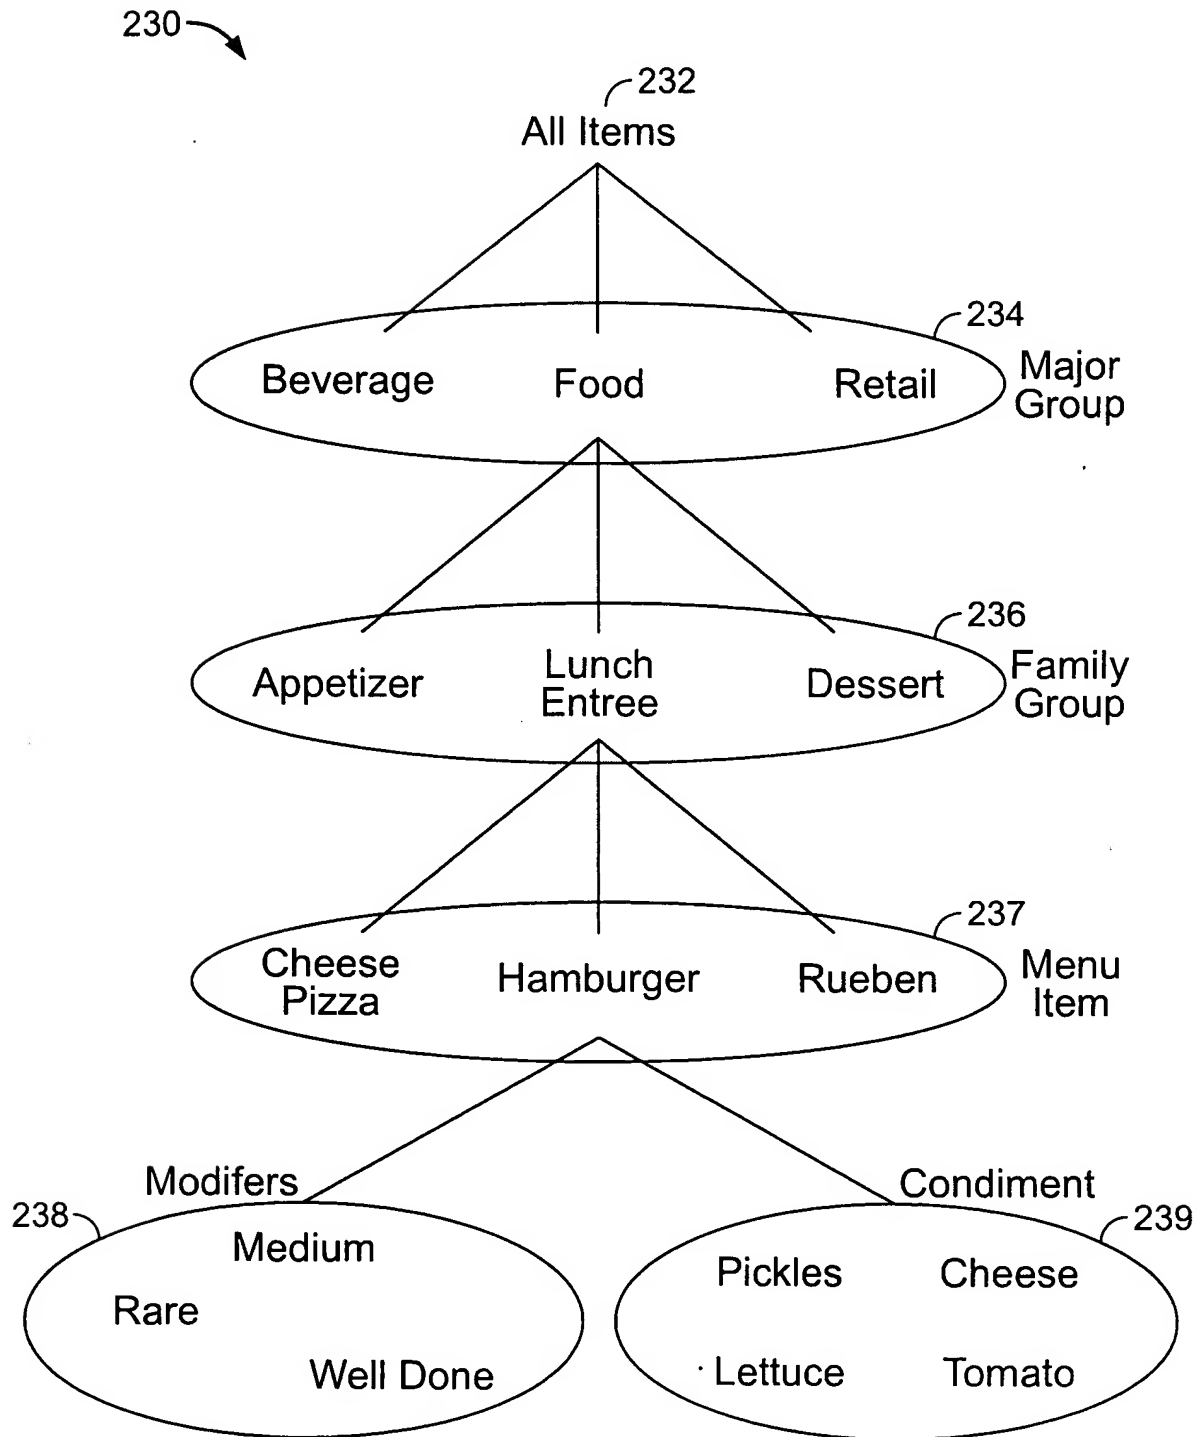 230
232
All Items
234
Beverage Food Retail
Major
Group
236
Appetizer
Lunch
Entree
Dessert
Family
Group
237
Cheese
Pizza
Hamburger
Rueben
Menu
Item
Modifers
238
Medium
Rare
Well Done
Condiment
239
Pickles Cheese
Lettuce Tomato